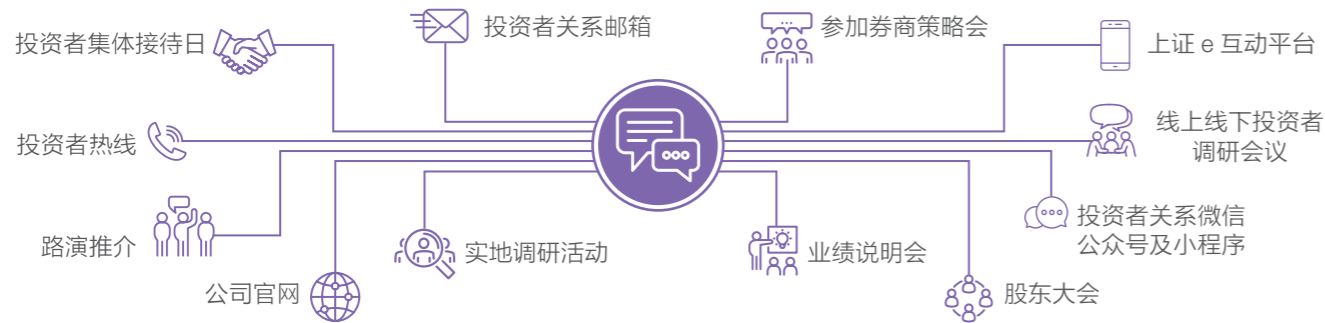 投资者集体接待日
投资者关系邮箱
参加券商策略会
上证 e 互动平台
投资者热线
线上线下投资者
调研会议
路演推介
实地调研活动
业绩说明会
投资者关系微信
公众号及小程序
公司官网
股东大会